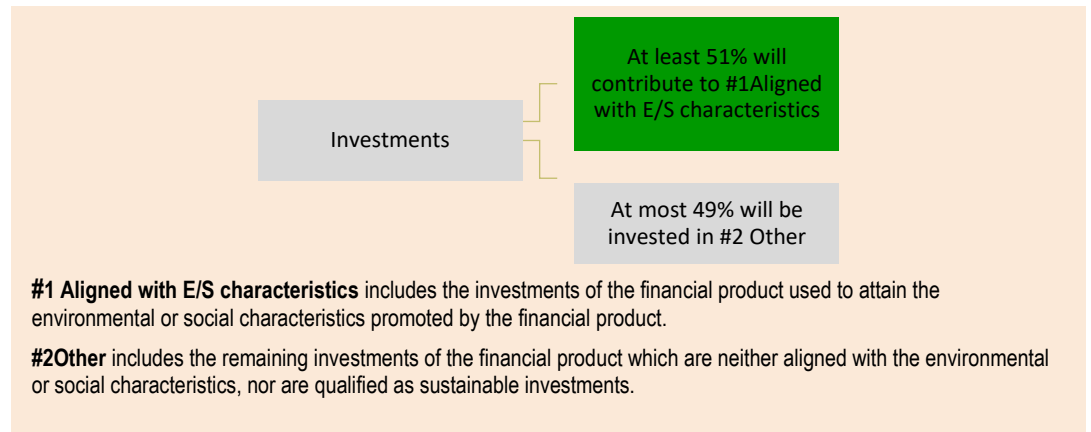 At least 51% will
contribute to #1Aligned
with E/S characteristics
Investments
At most 49% will be
invested in #2 Other
#1 Aligned with E/S characteristics includes the investments of the financial product used to attain the
environmental or social characteristics promoted by the financial product.
#2Other includes the remaining investments of the financial product which are neither aligned with the environmental
or social characteristics, nor are qualified as sustainable investments.